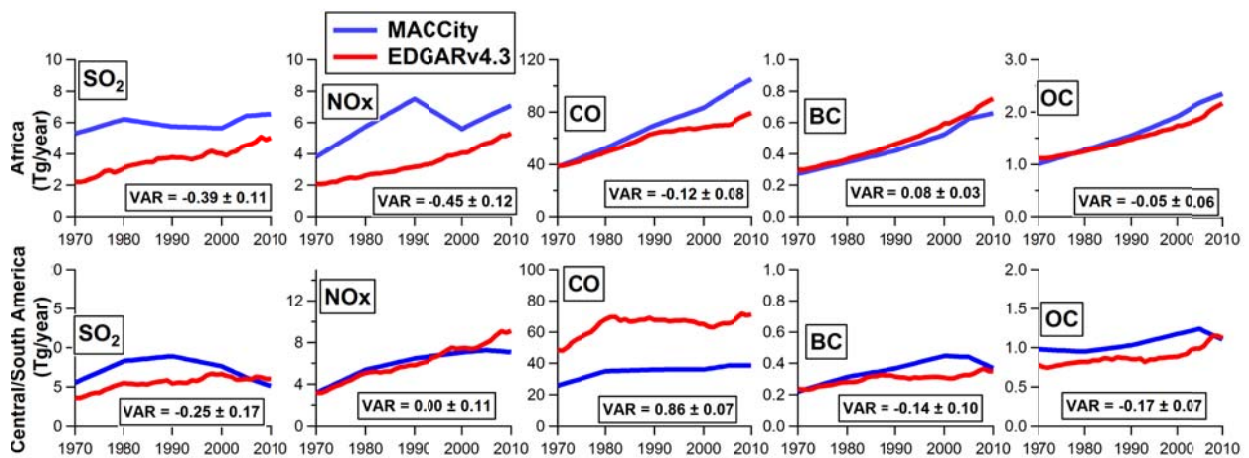 MACCity
EDGARv4.3
Africa
(Tg/year)
10
8
6
4
2
0
SO2
VAR = -0.39 ± 0.11
1970 1980 1990 2000 2010
10
8
6
4
2
0
NOx
VAR = -0.45 ± 0.12
1970 1980 1990 2000 2010
120
80
40
0
CO
VAR = -0.12 ± 0.08
1970 1980 1990 2000 2010
1.0
0.8
0.6
0.4
0.2
0.0
BC
VAR = 0.08 ± 0.03
1970 1980 1990 2000 2010
3.0
2.0
1.0
0.0
OC
VAR = -0.05 ± 0.06
1970 1980 1990 2000 2010
Central/South America
(Tg/year)
0
0
5
0
SO2
VAR = -0.25 ± 0.17
1970 1980 1990 2000 2010
12
8
4
0
NOx
VAR = 0.00 ± 0.11
1970 1980 1990 2000 2010
100
80
60
40
20
0
CO
VAR = 0.86 ± 0.07
1970 1980 1990 2000 2010
1.0
0.8
0.6
0.4
0.2
0.0
BC
VAR = -0.14 ± 0.10
1970 1980 1990 2000 2010
2.0
1.5
1.0
0.5
0.0
OC
VAR = -0.17 ± 0.07
1970 1980 1990 2000 2010